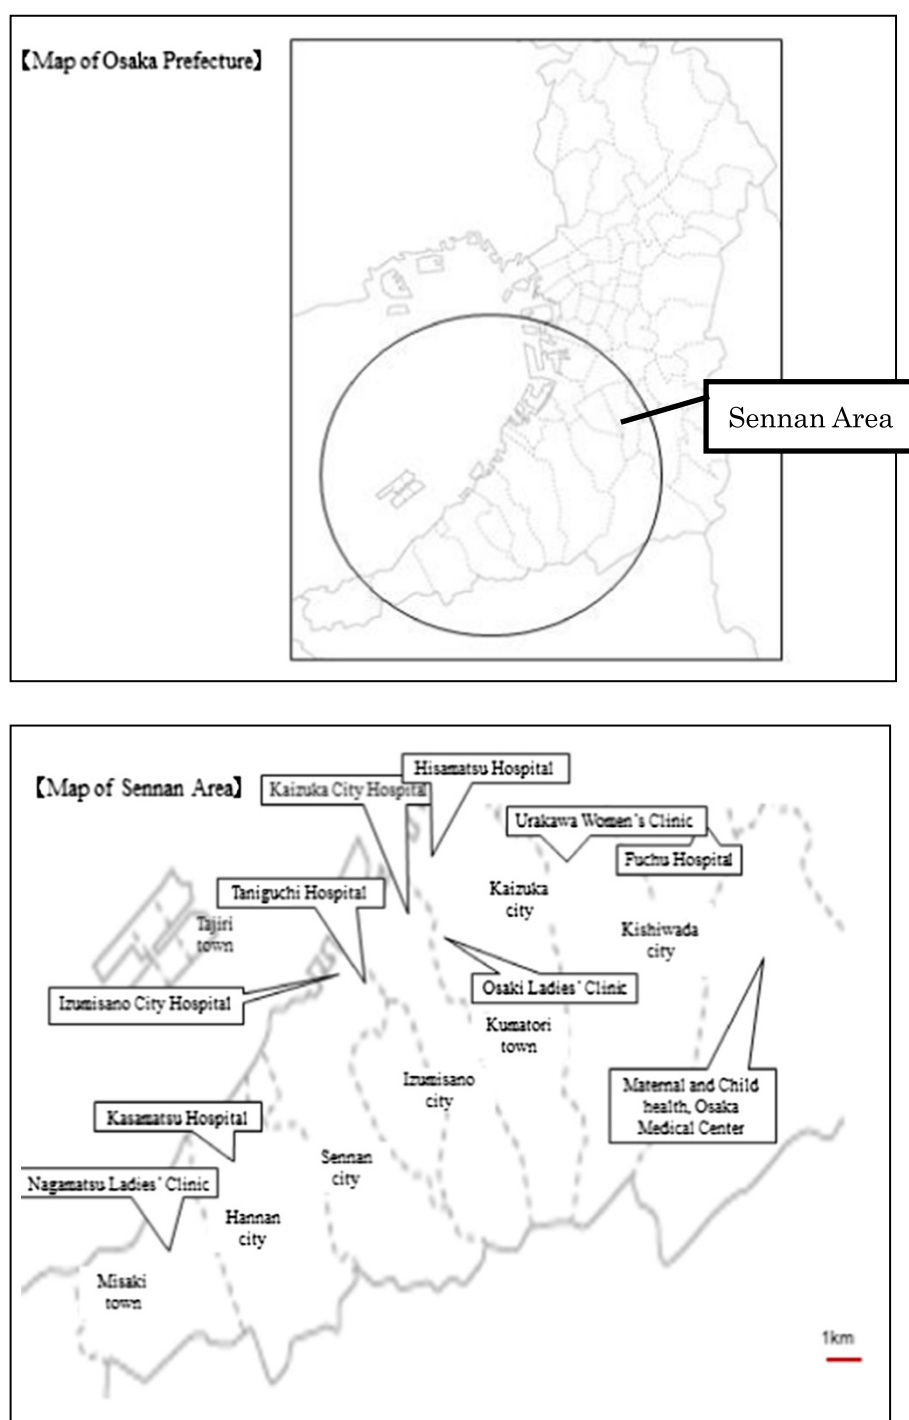 【Map of Osaka Prefecture】
Sennan Area
【Map of Sennan Area】
Hisamatsu Hospital
Kaizuka City Hospital
Urakawa Women's Clinic
Fuchu Hospital
Taniguchi Hospital
Kaizuka
city
Tajiri
town
Kishiwada
city
Osaki Ladies' Clinic
Izumisano City Hospital
Kumatori
town
Izumisano
city
Maternal and Child
health, Osaka
Medical Center
Kasamatsu Hospital
Sennan
city
Nagamatsu Ladies' Clinic
Hannan
city
Misaki
town
1km